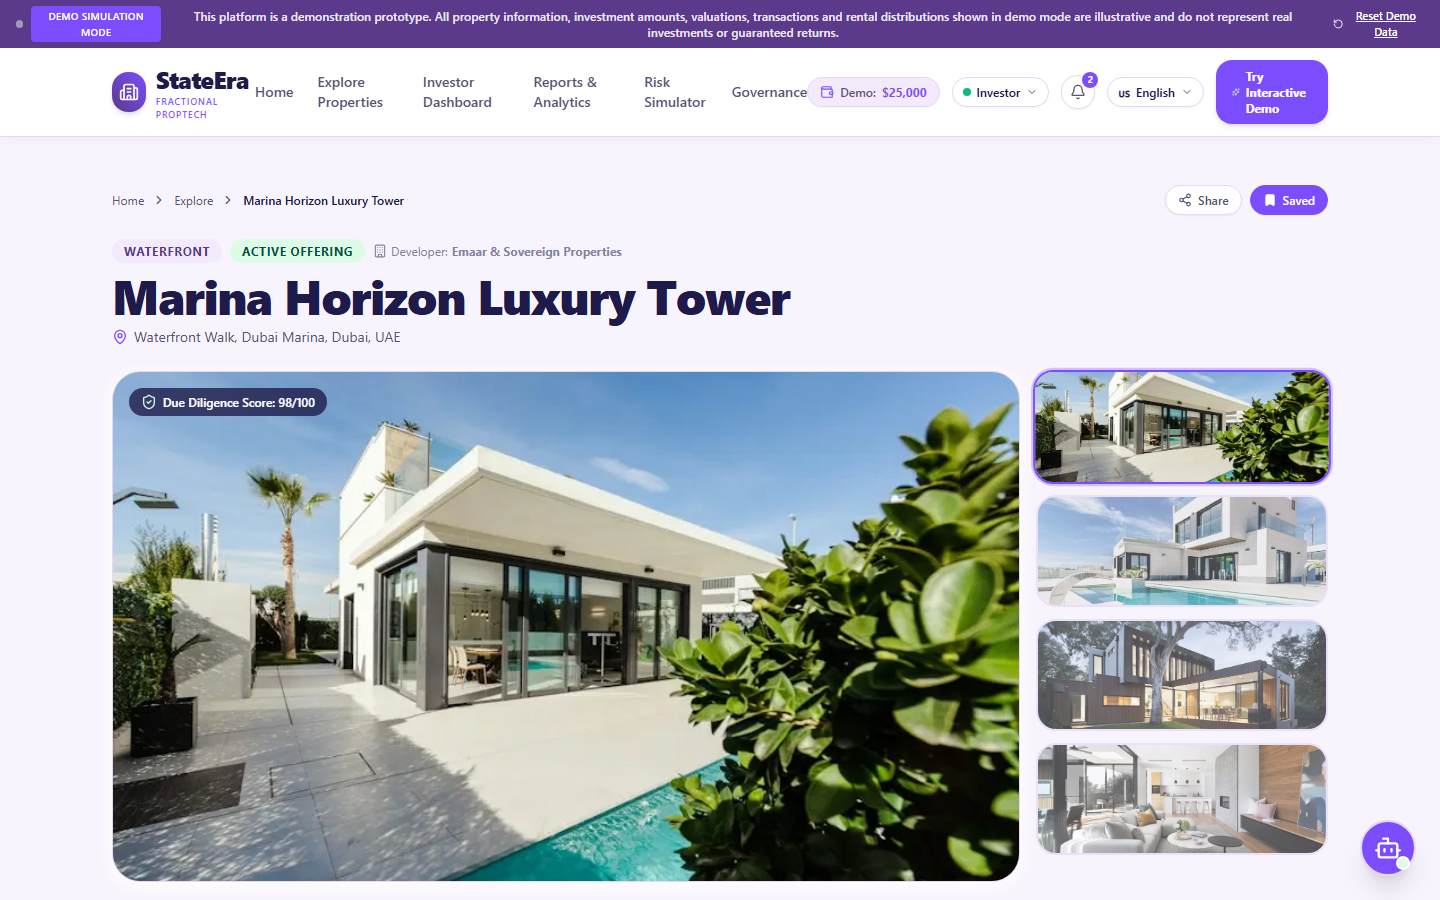 DEMO SIMULATION
MODE
This platform is a demonstration prototype. All property information, investment amounts, valuations, transactions and rental distributions shown in demo mode are illustrative and do not represent real
investments or guaranteed returns.
Reset Demo
Data
StateEra
FRACTIONAL
PROPTECH
Home
Explore
Properties
Investor
Dashboard
Reports &
Analytics
Risk
Simulator
Governance
Demo: $25,000
Investor
2
us English
Try
Interactive
Demo
Home > Explore > Marina Horizon Luxury Tower
Share
Saved
WATERFRONT
ACTIVE OFFERING
Developer: Emaar & Sovereign Properties
Marina Horizon Luxury Tower
Waterfront Walk, Dubai Marina, Dubai, UAE
Due Diligence Score: 98/100